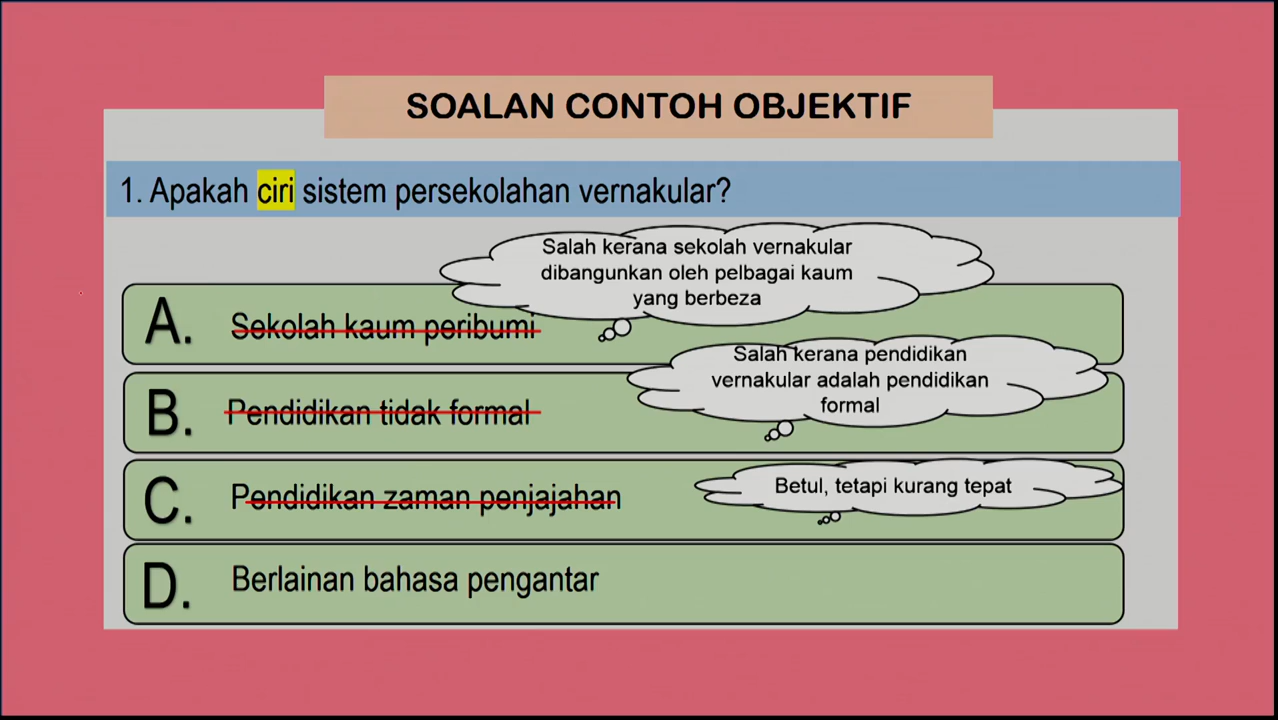 SOALAN CONTOH OBJEKTIF
1. Apakah ciri sistem persekolahan vernakular?
Salah kerana sekolah vernakular
dibangunkan oleh pelbagai kaum
yang berbeza
A. Sekolah kaum peribumi
Salah kerana pendidikan
vernakular adalah pendidikan
formal
B. Pendidikan tidak formal
Betul, tetapi kurang tepat
C. Pendidikan zaman penjajahan
D. Berlainan bahasa pengantar